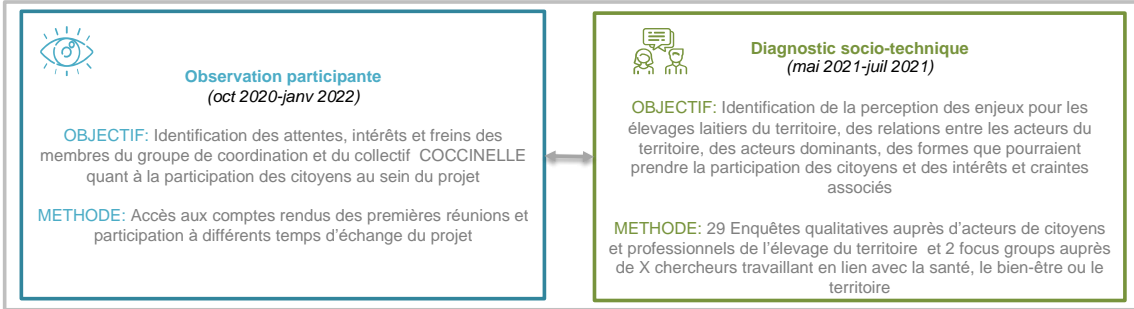 Observation participante
(oct 2020-janv 2022)
OBJECTIF: Identification des attentes, intérêts et freins des
membres du groupe de coordination et du collectif COCCINELLE
quant à la participation des citoyens au sein du projet
METHODE: Accès aux comptes rendus des premières réunions et
participation à différents temps d'échange du projet
Diagnostic socio-technique
(mai 2021-juil 2021)
OBJECTIF: Identification de la perception des enjeux pour les
élevages laitiers du territoire, des relations entre les acteurs du
territoire, des acteurs dominants, des formes que pourraient
prendre la participation des citoyens et des intérêts et craintes
associés
METHODE: 29 Enquêtes qualitatives auprès d'acteurs de citoyens
et professionnels de l'élevage du territoire et 2 focus groups auprès
de X chercheurs travaillant en lien avec la santé, le bien-être ou le
territoire